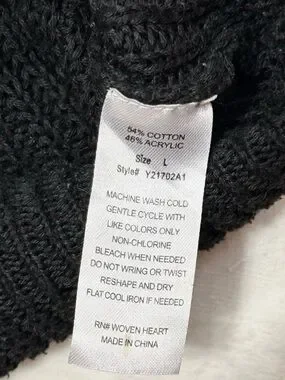 54% COTTON
46% ACRYLIC
Size L
Style# Y21702A1
MACHINE WASH COLD
GENTLE CYCLE WITH
LIKE COLORS ONLY
NON-CHLORINE
BLEACH WHEN NEEDED
DO NOT WRING OR TWIST
RESHAPE AND DRY
FLAT COOL IRON IF NEEDED
RN# WOVEN HEART
MADE IN CHINA